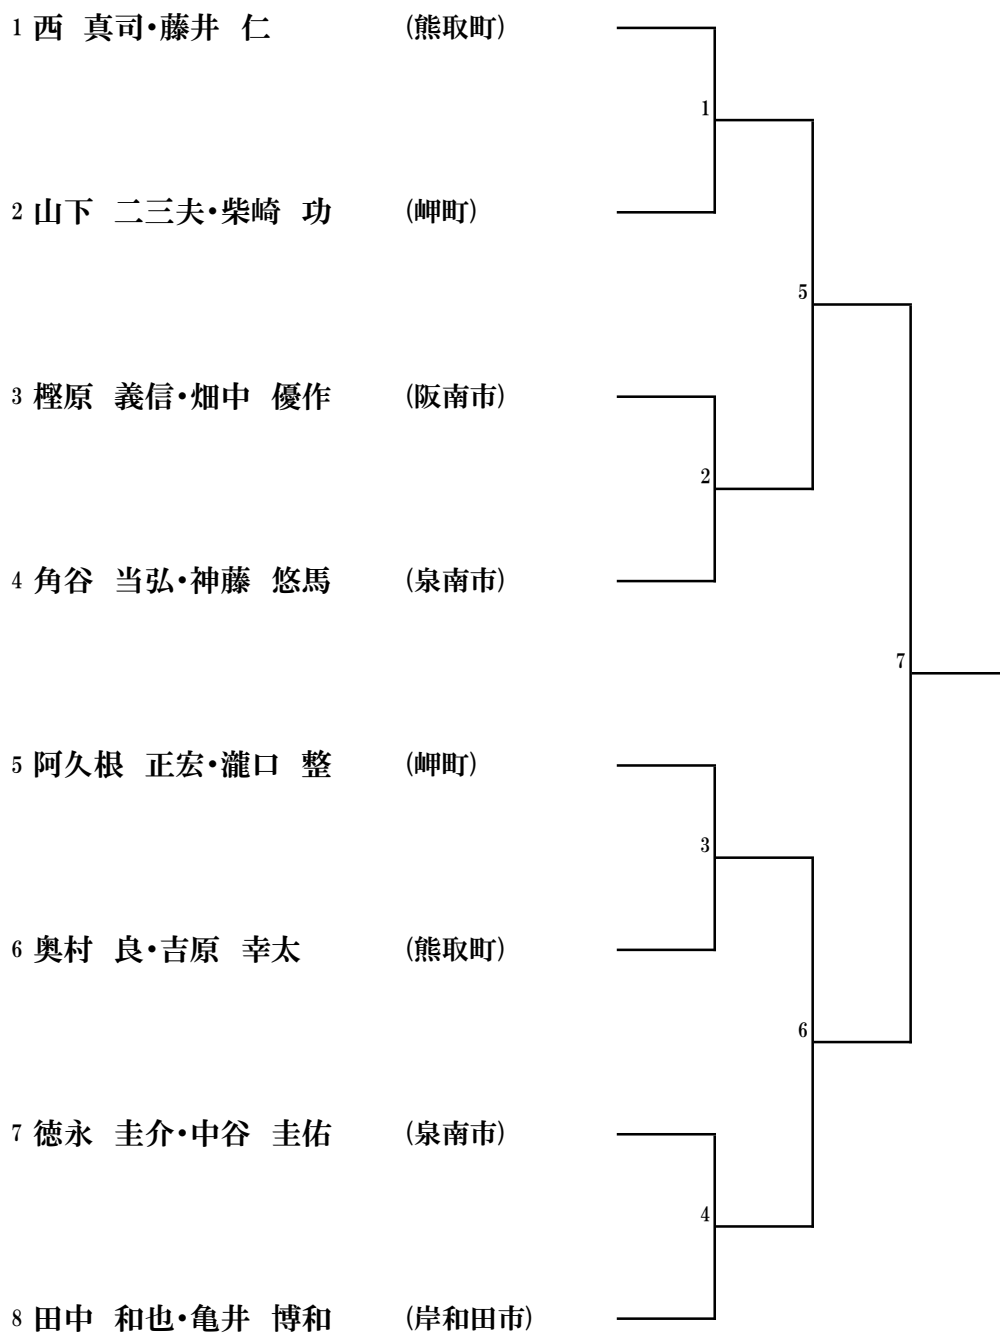 1 西 真司・藤井 仁 (熊取町)
1
2 山下 二三夫・柴崎 功 (岬町)
5
3 樫原 義信・畑中 優作 (阪南市)
2
4 角谷 当弘・神藤 悠馬 (泉南市)
7
5 阿久根 正宏・瀧口 整 (岬町)
3
6 奥村 良・吉原 幸太 (熊取町)
6
7 徳永 圭介・中谷 圭佑 (泉南市)
4
8 田中 和也・亀井 博和 (岸和田市)